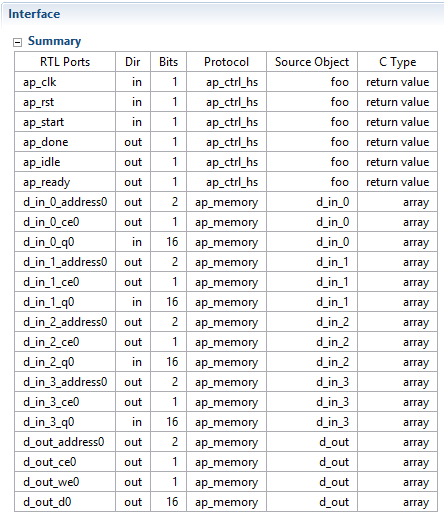 Interface
Summary
RTL Ports Dir Bits Protocol Source Object C Type
ap_clk in 1 ap_ctrl_hs foo return value
ap_rst in 1 ap_ctrl_hs foo return value
ap_start in 1 ap_ctrl_hs foo return value
ap_done out 1 ap_ctrl_hs foo return value
ap_idle out 1 ap_ctrl_hs foo return value
ap_ready out 1 ap_ctrl_hs foo return value
d_in_0_address0 out 2 ap_memory d_in_0 array
d_in_0_ce0 out 1 ap_memory d_in_0 array
d_in_0_q0 in 16 ap_memory d_in_0 array
d_in_1_address0 out 2 ap_memory d_in_1 array
d_in_1_ce0 out 1 ap_memory d_in_1 array
d_in_1_q0 in 16 ap_memory d_in_1 array
d_in_2_address0 out 2 ap_memory d_in_2 array
d_in_2_ce0 out 1 ap_memory d_in_2 array
d_in_2_q0 in 16 ap_memory d_in_2 array
d_in_3_address0 out 2 ap_memory d_in_3 array
d_in_3_ce0 out 1 ap_memory d_in_3 array
d_in_3_q0 in 16 ap_memory d_in_3 array
d_out_address0 out 2 ap_memory d_out array
d_out_ce0 out 1 ap_memory d_out array
d_out_we0 out 1 ap_memory d_out array
d_out_d0 out 16 ap_memory d_out array